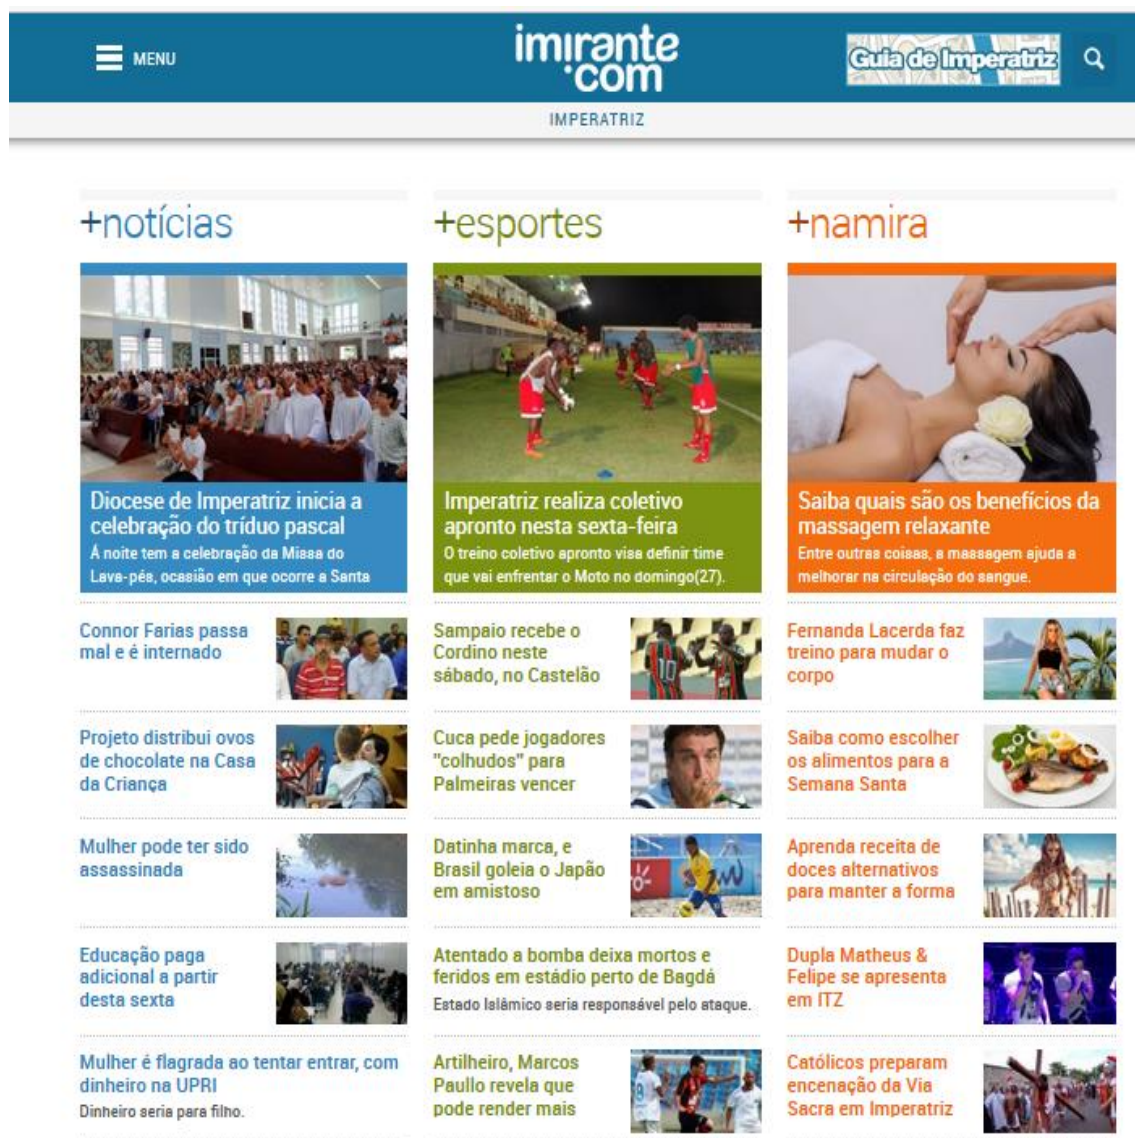 MENU
imirante
.com
Guia de Imperatriz
IMPERATRIZ
+notícias
Diocese de Imperatriz inicia a
celebração do tríduo pascal
À noite tem a celebração da Missa do
Lava-pés, ocasião em que ocorre a Santa
Connor Farias passa
mal e é internado
Projeto distribui ovos
de chocolate na Casa
da Criança
Mulher pode ter sido
assassinada
Educação paga
adicional a partir
desta sexta
Mulher é flagrada ao tentar entrar, com
dinheiro na UPRI
Dinheiro seria para filho.
+esportes
Imperatriz realiza coletivo
apronto nesta sexta-feira
O treino coletivo apronto visa definir time
que vai enfrentar o Moto no domingo(27).
Sampaio recebe o
Cordino neste
sábado, no Castelão
10
Cuca pede jogadores
"colhudos" para
Palmeiras vencer
Datinha marca, e
Brasil goleia o Japão
em amistoso
Atentado a bomba deixa mortos e
feridos em estádio perto de Bagdá
Estado Islâmico seria responsável pelo ataque.
Artilheiro, Marcos
Paullo revela que
pode render mais
+namira
Saiba quais são os benefícios da
massagem relaxante
Entre outras coisas, a massagem ajuda a
melhorar na circulação do sangue.
Fernanda Lacerda faz
treino para mudar o
corpo
Saiba como escolher
os alimentos para a
Semana Santa
Aprenda receita de
doces alternativos
para manter a forma
Dupla Matheus &
Felipe se apresenta
em ITZ
Católicos preparam
encenação da Via
Sacra em Imperatriz